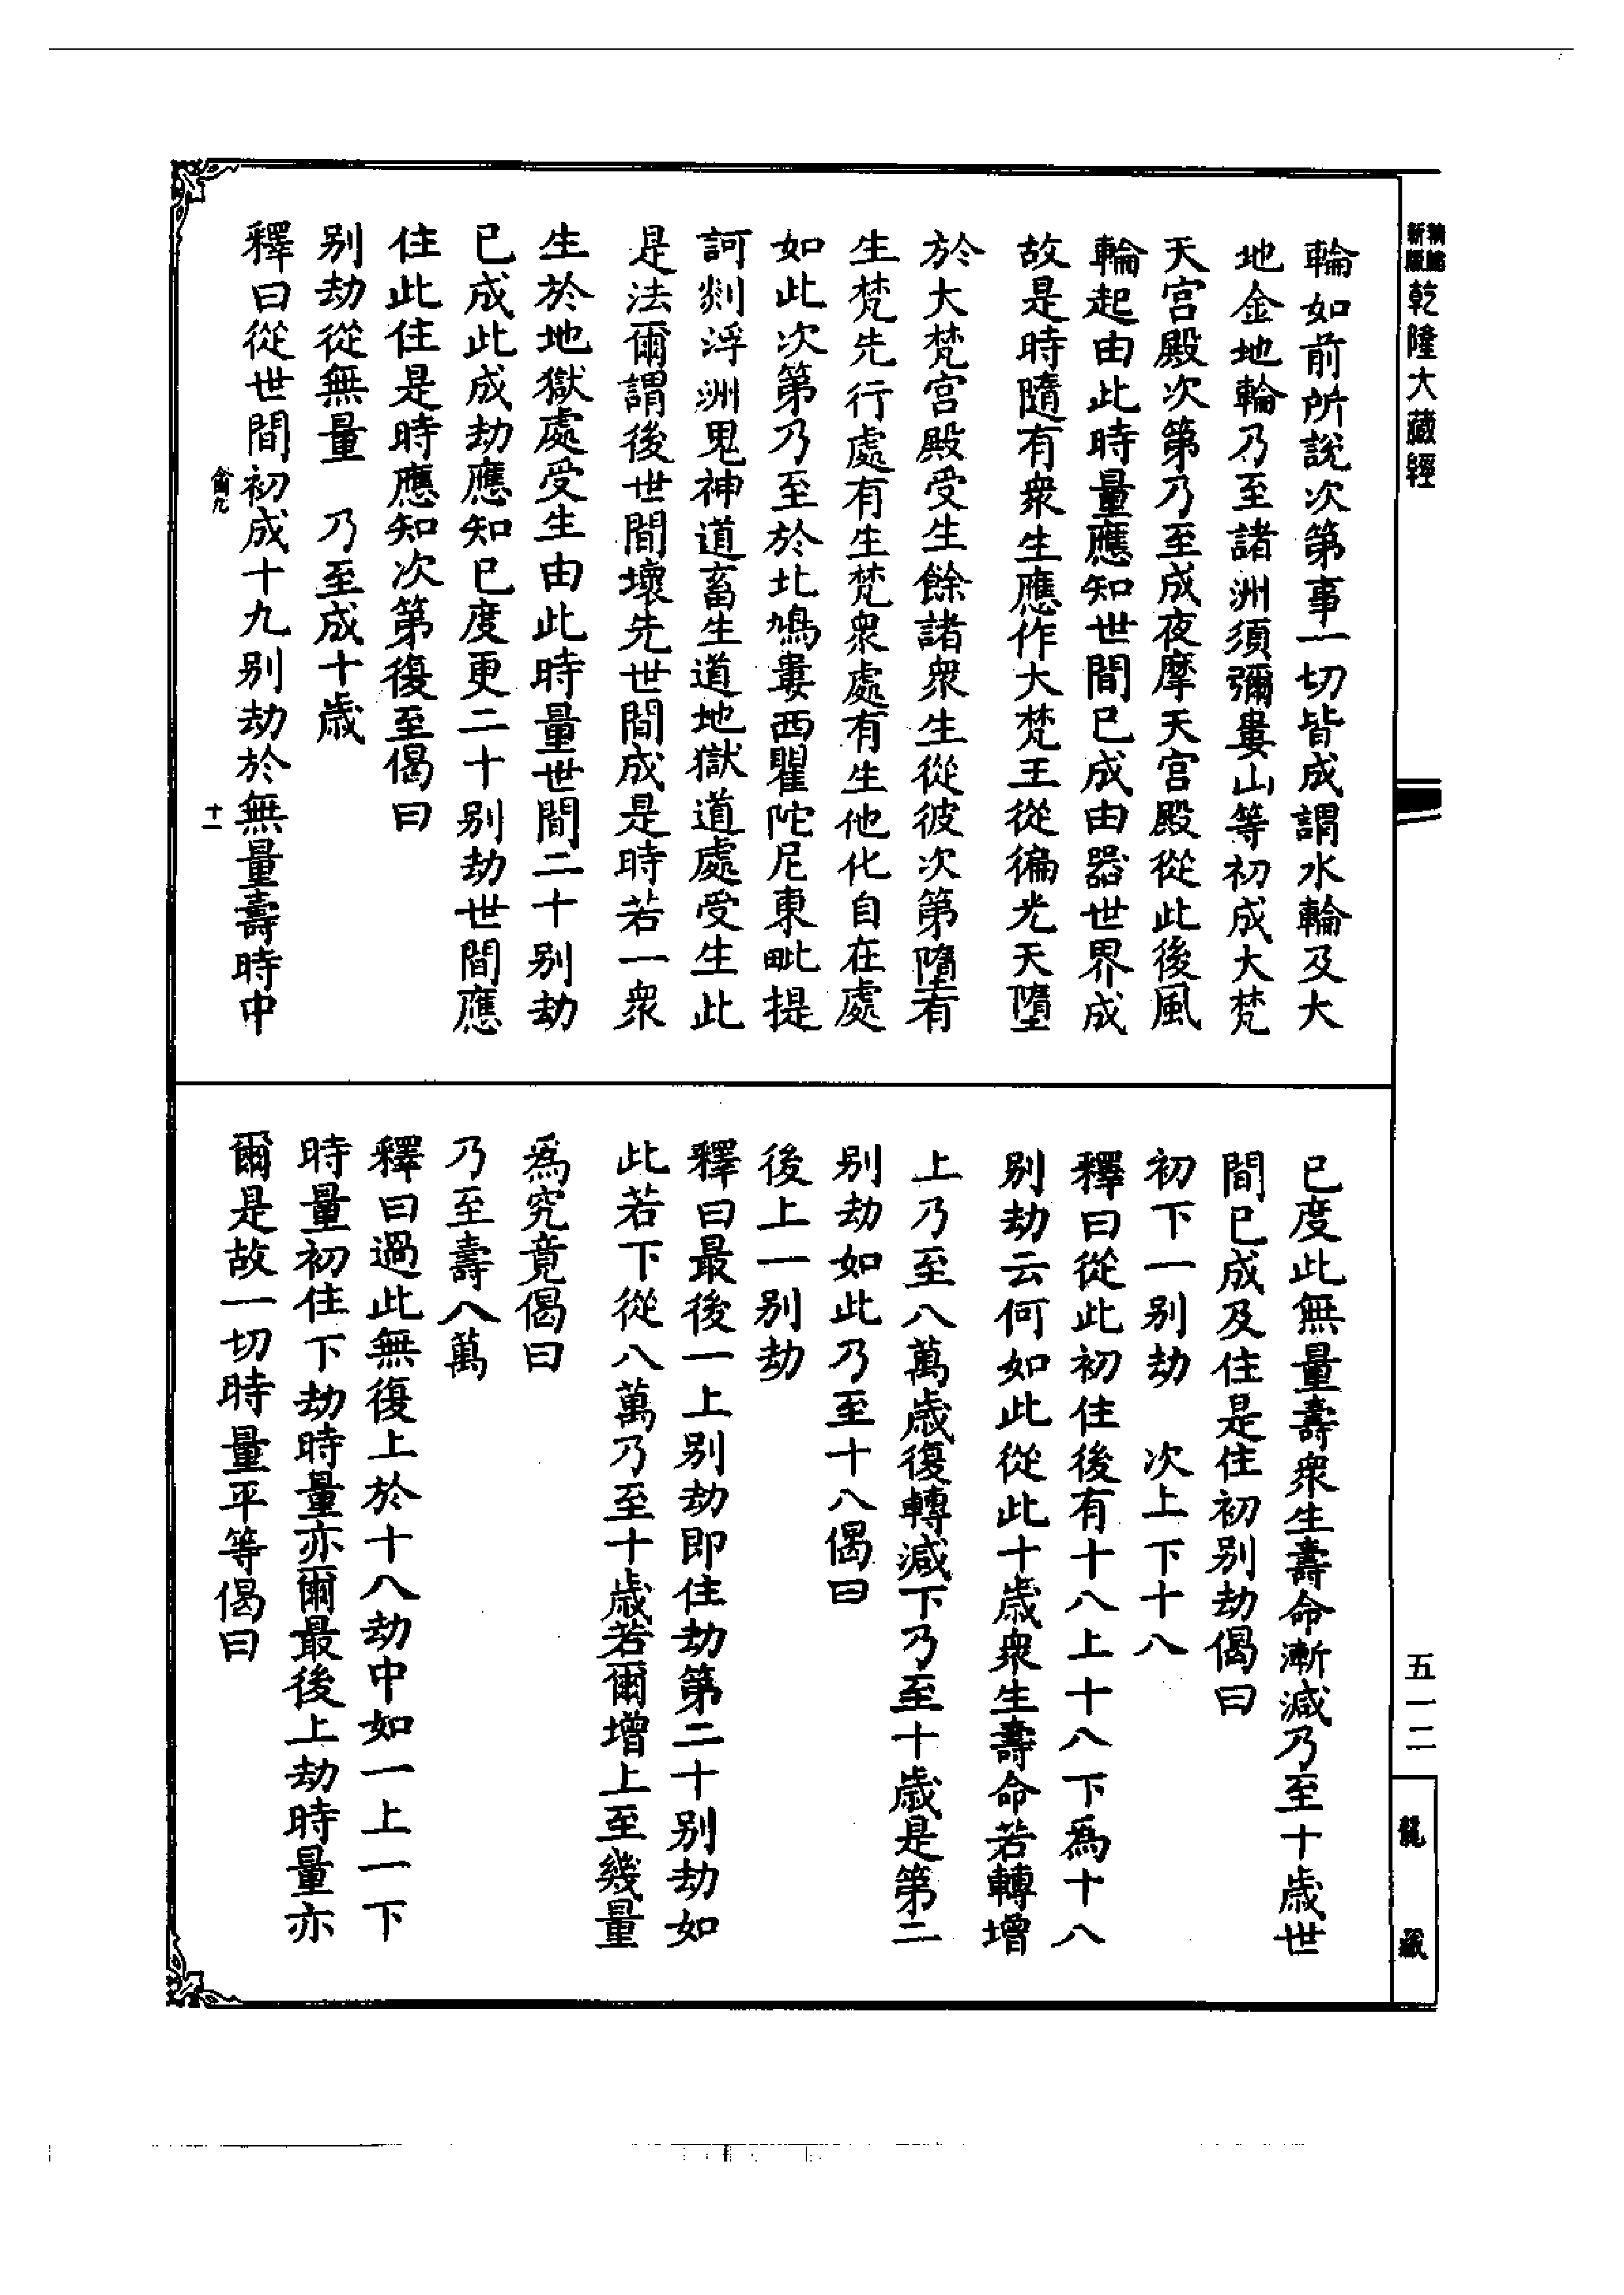 新版 精縮 乾隆大藏經
輪如前所說次第事一切皆成謂水輪及大
地金地輪乃至諸洲須彌婁山等初成大梵
天宮殿次第乃至成夜摩天宮殿從此後風
輪起由此時量應知世間已成由器世界成
故是時隨有衆生應作大梵王從徧光天墮
於大梵宮殿受生餘諸衆生從彼次第墮有
生梵先行處有生梵衆處有生他化自在處
如此次第乃至於北鳩婁西瞿陀尼東毗提
訶剡浮洲鬼神道畜生道地獄道處受生此
是法爾謂後世間壞先世間成是時若一衆
生於地獄處受生由此時量世間二十別劫
已成此成劫應知已度更二十別劫世間應
住此住是時應知次第復至偈曰
別劫從無量　乃至成十歲
釋曰從世間初成十九別劫於無量壽時中
十一
已度此無量壽衆生壽命漸減乃至十歲世
間已成及住是住初別劫偈曰
初下一別劫　次上下十八
釋曰從此初住後有十八上十八下爲十八
別劫云何如此從此十歲衆生壽命若轉增
上乃至八萬歲復轉減下乃至十歲是第二
別劫如此乃至十八偈曰
後上一別劫
釋曰最後一上別劫即住劫第二十別劫如
此若下從八萬乃至十歲若爾增上至幾量
爲究竟偈曰
乃至壽八萬
釋曰過此無復上於十八劫中如一上一下
時量初住下劫時量亦爾最後上劫時量亦
爾是故一切時量平等偈曰
五一二
龍藏